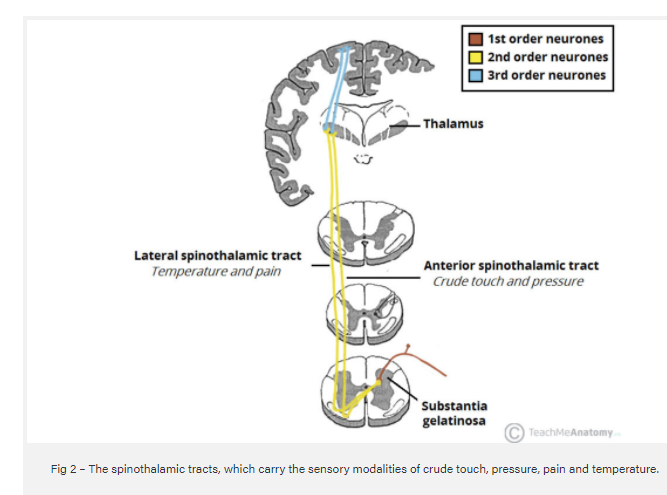 1st order neurones
2nd order neurones
3rd order neurones
Thalamus
Lateral spinothalamic tract
Temperature and pain
Anterior spinothalamic tract
Crude touch and pressure
Substantia
gelatinosa
© TeachMeAnatomy
Fig 2 – The spinothalamic tracts, which carry the sensory modalities of crude touch, pressure, pain and temperature.